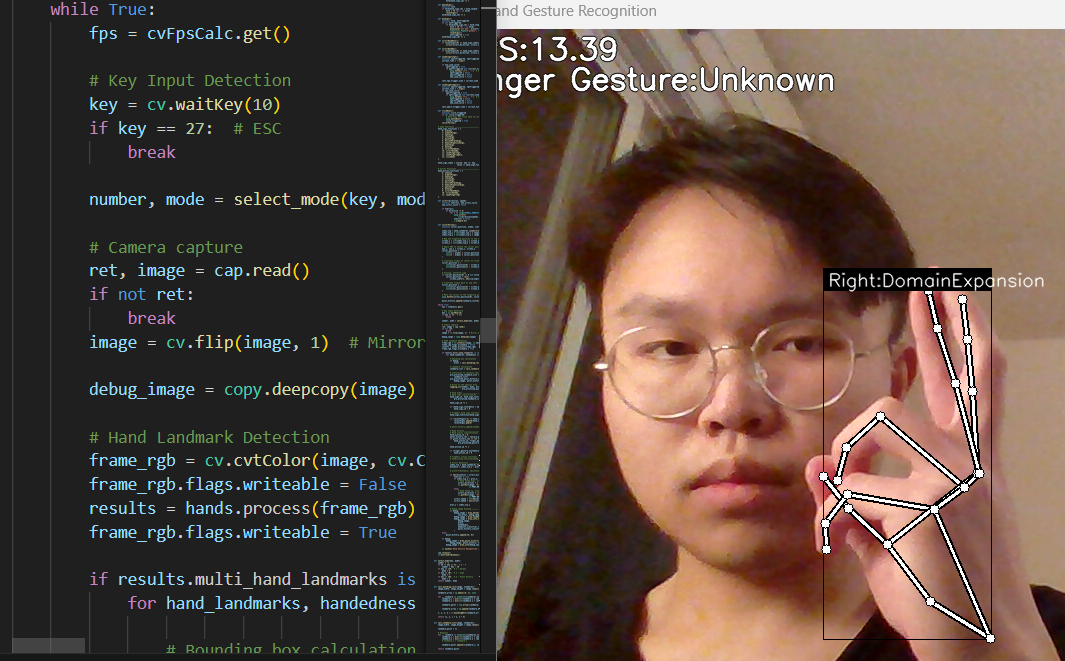 while True:
fps = cvFpsCalc.get()
# Key Input Detection
key = cv.waitKey(10)
if key == 27:  # ESC
break
number, mode = select_mode(key, mod
# Camera capture
ret, image = cap.read()
if not ret:
break
image = cv.flip(image, 1)  # Mirror
debug_image = copy.deepcopy(image)
# Hand Landmark Detection
frame_rgb = cv.cvtColor(image, cv.C
frame_rgb.flags.writeable = False
results = hands.process(frame_rgb)
frame_rgb.flags.writeable = True
if results.multi_hand_landmarks is
for hand_landmarks, handedness
# Bounding box calculation
and Gesture Recognition
S:13.39
nger Gesture:Unknown
Right:DomainExpansion